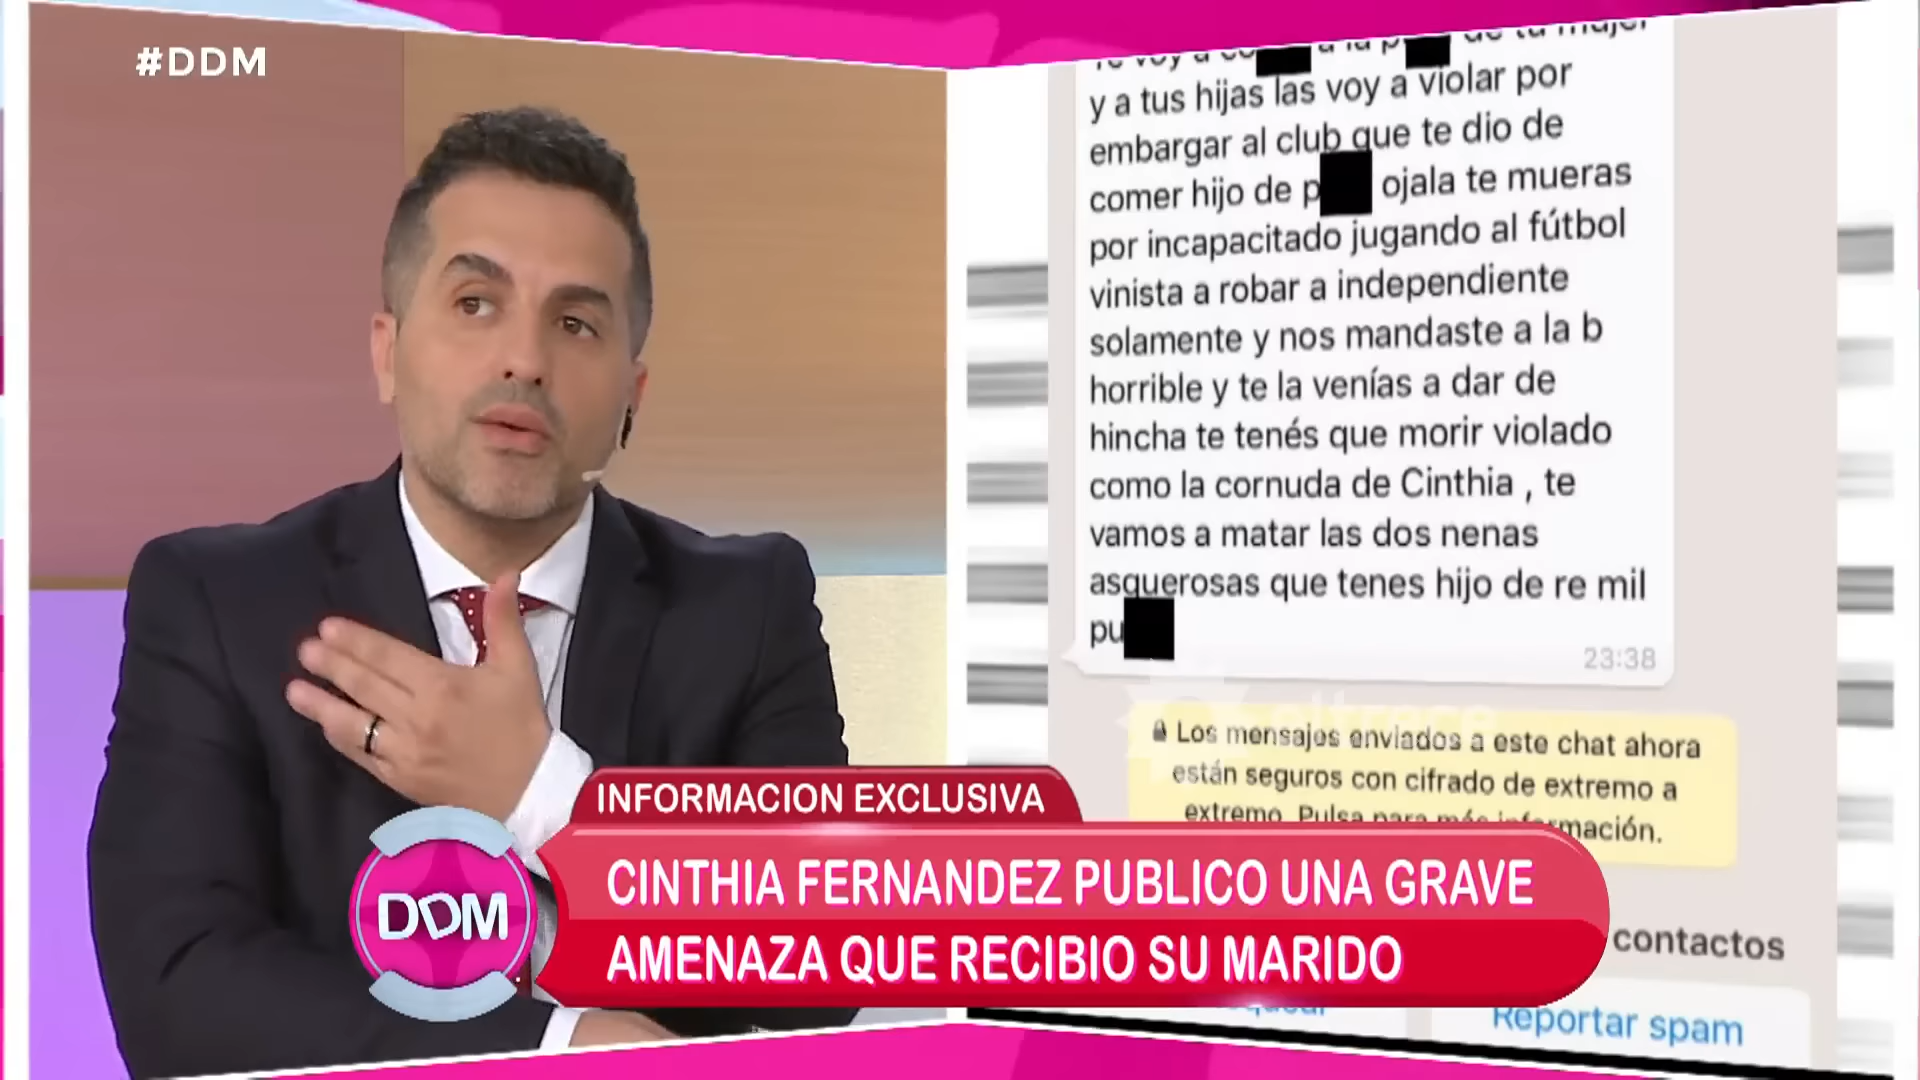 #DDM
y a tus hijas las voy a violar por
embargar al club que te dio de
comer hijo de p ojala te mueras
por incapacitado jugando al fútbol
vinista a robar a independiente
solamente y nos mandaste a la b
horrible y te la venías a dar de
hincha te tenés que morir violado
como la cornuda de Cinthia , te
vamos a matar las dos nenas
asquerosas que tenes hijo de re mil
pu
23:38
Los mensajes enviados a este chat ahora
están seguros con cifrado de extremo a
extremo. Pulsa para más información.
INFORMACION EXCLUSIVA
DDM
CINTHIA FERNANDEZ PUBLICO UNA GRAVE
AMENAZA QUE RECIBIO SU MARIDO
contactos
Reportar spam